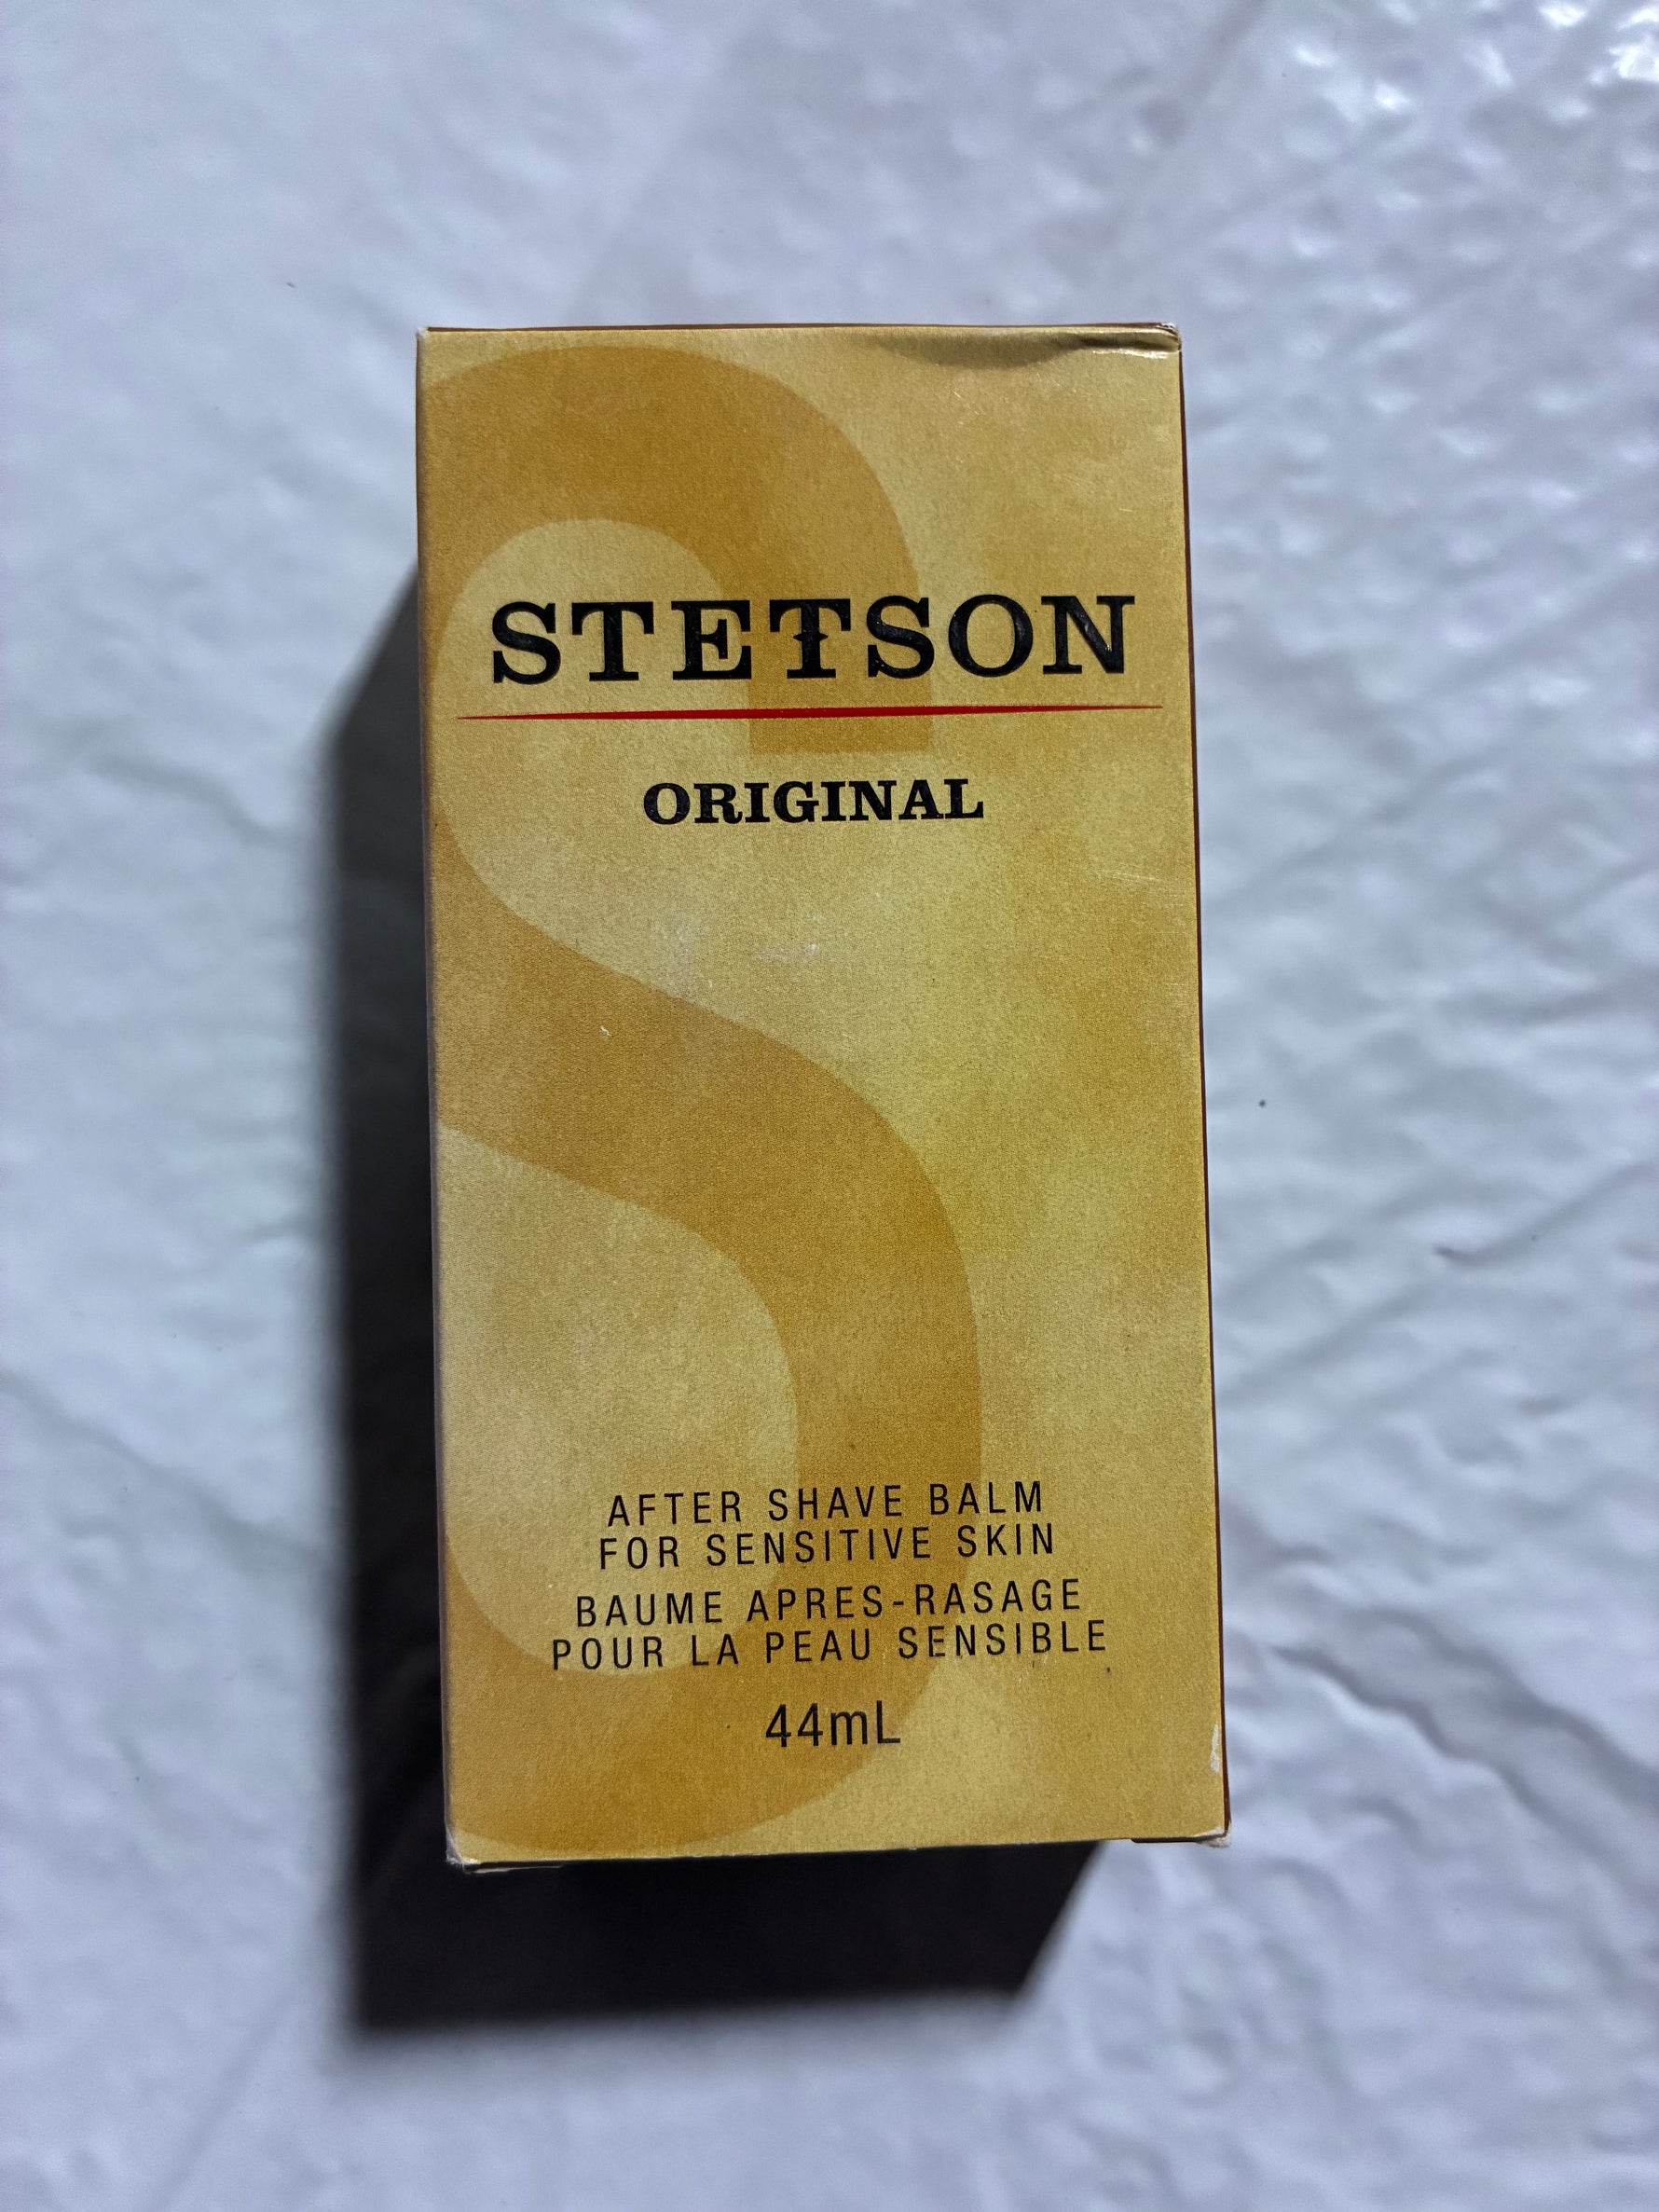 STETSON
ORIGINAL
AFTER SHAVE BALM
FOR SENSITIVE SKIN
BAUME APRES-RASAGE
POUR LA PEAU SENSIBLE
44mL